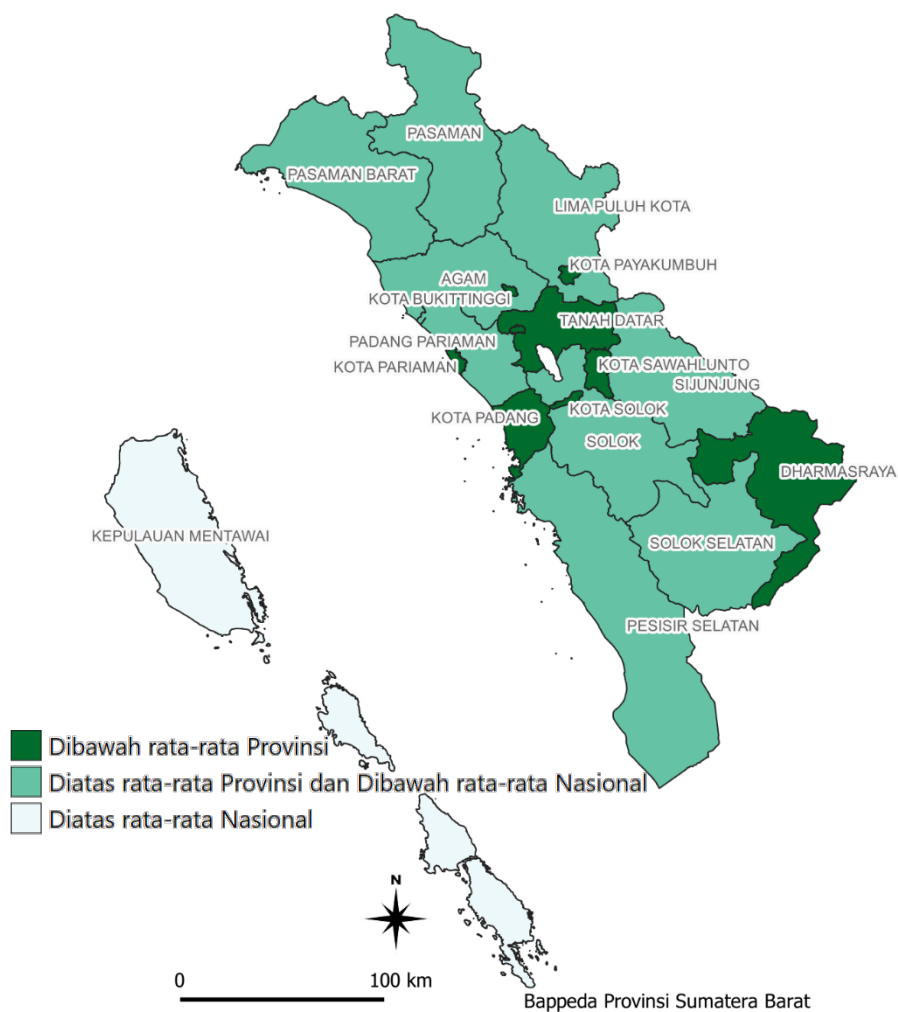 PASAMAN
PASAMAN BARAT
LIMA PULUH KOTA
KOTA PAYAKUMBUH
AGAM
KOTA BUKITTINGGI
TANAH DATAR
PADANG PARIAMAN
KOTA PARIAMAN
KOTA SAWAHLUNTO
SIJUNJUNG
KOTA SOLOK
KOTA PADANG
SOLOK
DHARMASRAYA
KEPULAUAN MENTAWAI
SOLOK SELATAN
PESISIR SELATAN
Dibawah rata-rata Provinsi
Diatas rata-rata Provinsi dan Dibawah rata-rata Nasional
Diatas rata-rata Nasional
N
0 100 km
Bappeda Provinsi Sumatera Barat